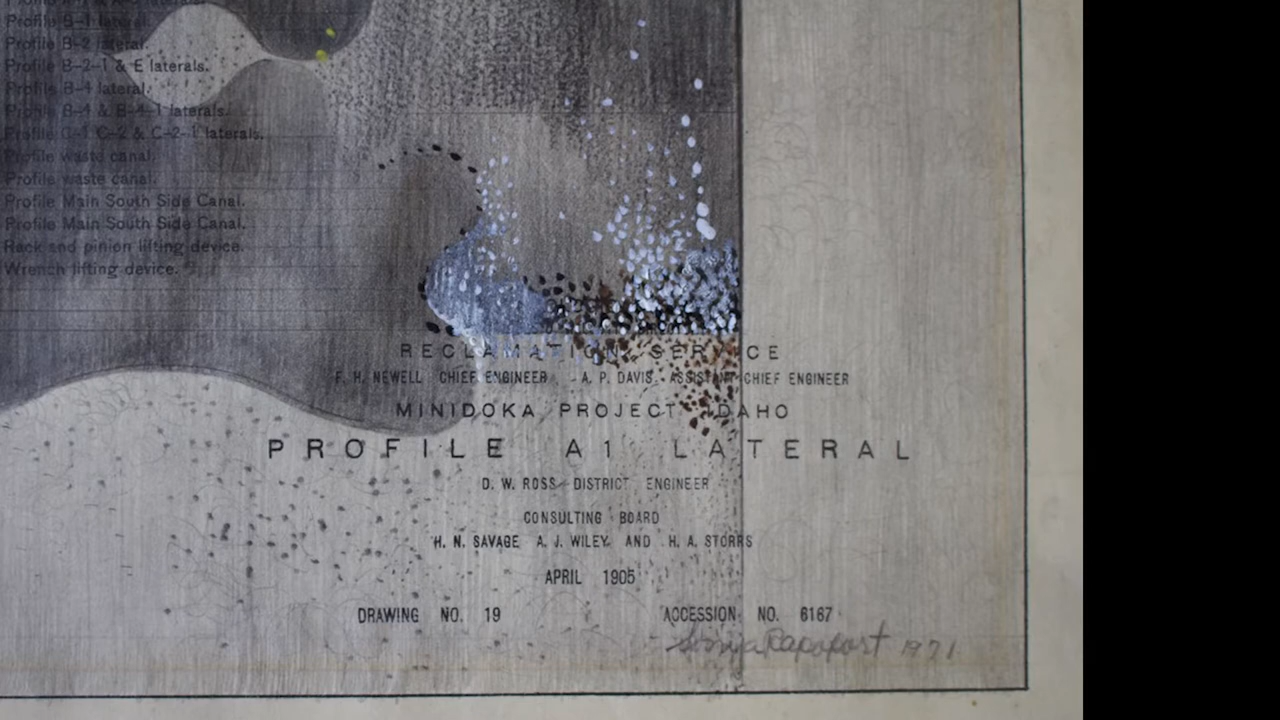 Profile B-1 lateral.
Profile B-2 lateral.
Profile B-2-1 & E laterals.
Profile B-4 lateral.
Profile B-4 & B-4-1 laterals.
Profile C-1 C-2 & C-2-1 laterals.
Profile waste canal.
Profile waste canal.
Profile Main South Side Canal.
Profile Main South Side Canal.
Rack and pinion lifting device.
Wrench lifting device.
RECLAMATION SERVICE
F. H. NEWELL CHIEF ENGINEER A. P. DAVIS ASSISTANT CHIEF ENGINEER
MINIDOKA PROJECT IDAHO
PROFILE A1 LATERAL
D. W. ROSS DISTRICT ENGINEER
CONSULTING BOARD
H. N. SAVAGE A. J. WILEY AND H. A. STORRS
APRIL 1905
DRAWING NO. 19 ACCESSION NO. 6167
Sonya Rapoport 1971